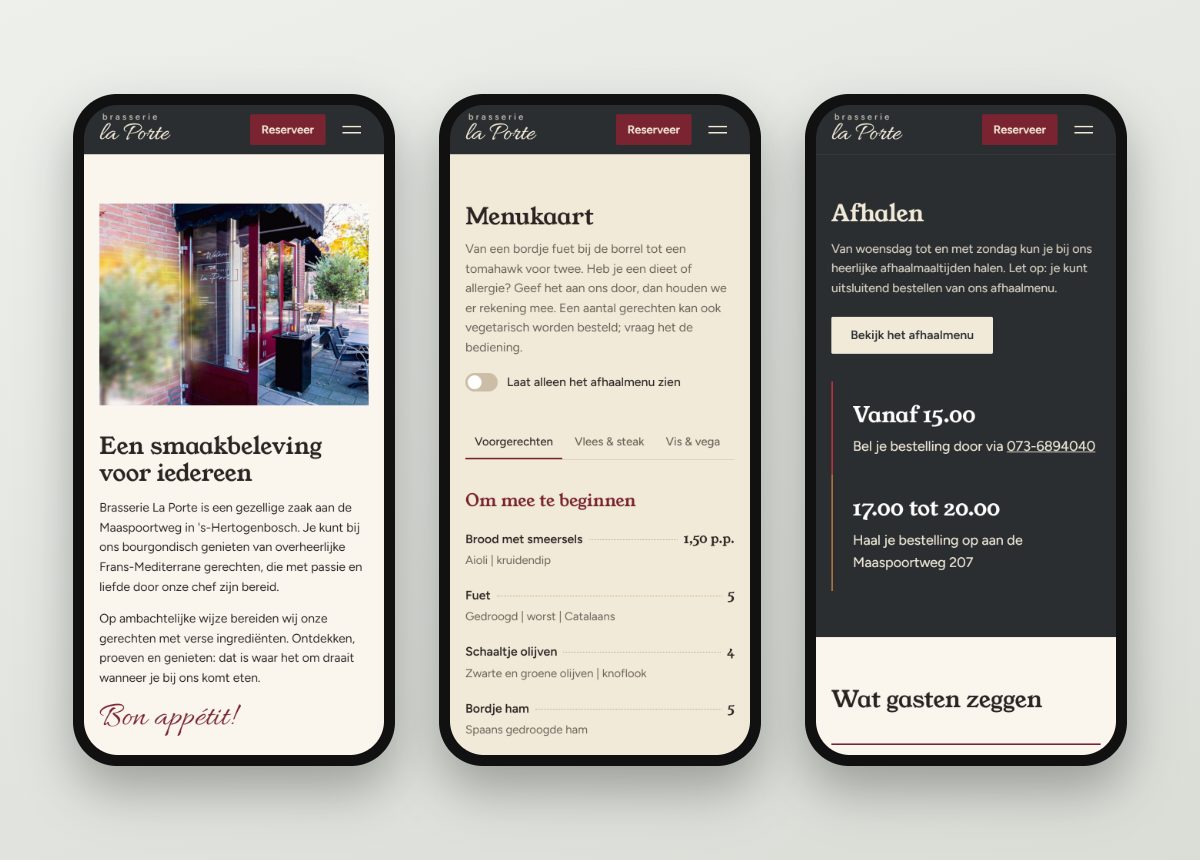 brasserie
la Porte
Reserveer
Een smaakbeleving
voor iedereen
Brasserie La Porte is een gezellige zaak aan de
Maaspoortweg in 's-Hertogenbosch. Je kunt bij
ons bourgondisch genieten van overheerlijke
Frans-Mediterrane gerechten, die met passie en
liefde door onze chef zijn bereid.
Op ambachtelijke wijze bereiden wij onze
gerechten met verse ingrediënten. Ontdekken,
proeven en genieten: dat is waar het om draait
wanneer je bij ons komt eten.
Bon appétit!
brasserie
la Porte
Reserveer
Menukaart
Van een bordje fuet bij de borrel tot een
tomahawk voor twee. Heb je een dieet of
allergie? Geef het aan ons door, dan houden we
er rekening mee. Een aantal gerechten kan ook
vegetarisch worden besteld; vraag het de
bediening.
Laat alleen het afhaalmenu zien
Voorgerechten Vlees & steak Vis & vega
Om mee te beginnen
Brood met smeersels 1,50 p.p.
Aioli | kruidendip
Fuet 5
Gedroogd | worst | Catalaans
Schaaltje olijven 4
Zwarte en groene olijven | knoflook
Bordje ham 5
Spaans gedroogde ham
brasserie
la Porte
Reserveer
Afhalen
Van woensdag tot en met zondag kun je bij ons
heerlijke afhaalmaaltijden halen. Let op: je kunt
uitsluitend bestellen van ons afhaalmenu.
Bekijk het afhaalmenu
Vanaf 15.00
Bel je bestelling door via 073-6894040
17.00 tot 20.00
Haal je bestelling op aan de
Maaspoortweg 207
Wat gasten zeggen